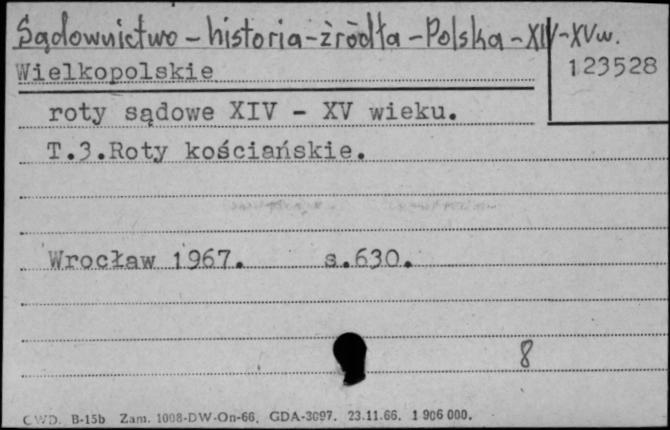 Sądownictwo - historia - źródła - Polska - XIV - XV w.
Wielkopolskie
123528
roty sądowe XIV - XV wieku.
T.3.Roty kościańskie.
Wrocław 1967. s.630.
8
CWD. B-15b Zam. 1008-DW-On-66. GDA-3097. 23.11.66. 1 906 000.